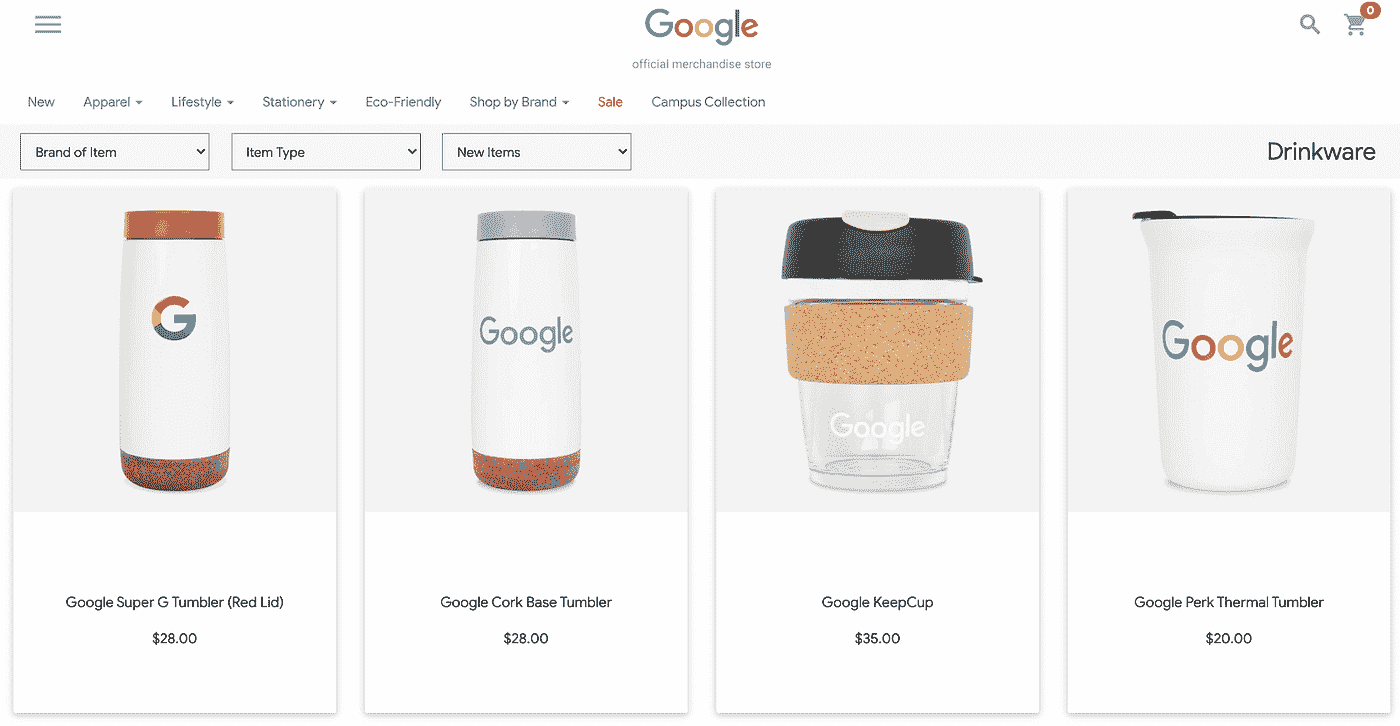 Google
0
official merchandise store
New Apparel Lifestyle Stationery Eco-Friendly Shop by Brand Sale Campus Collection
Brand of Item Item Type New Items Drinkware
G Google Google Google
Google Super G Tumbler (Red Lid) Google Cork Base Tumbler Google KeepCup Google Perk Thermal Tumbler
$28.00 $28.00 $35.00 $20.00